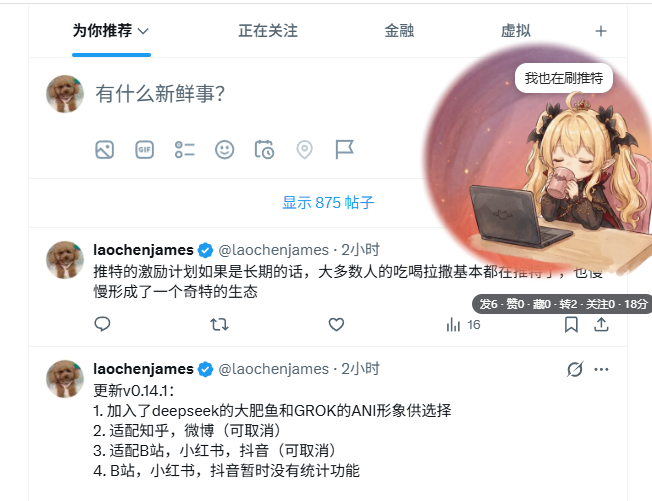 为你推荐 正在关注 金融 虚拟 +
我也在刷推特
有什么新鲜事？
GIF
显示 875 帖子
laochenjames @laochenjames · 2小时
推特的激励计划如果是长期的话，大多数人的吃喝拉撒基本都在推特了，也慢
慢形成了一个奇特的生态
发6 · 赞0 · 藏0 · 转2 · 关注0 · 18分
16
laochenjames @laochenjames · 2小时
更新v0.14.1：
1. 加入了deepseek的大肥鱼和GROK的ANI形象供选择
2. 适配知乎，微博（可取消）
3. 适配B站，小红书，抖音（可取消）
4. B站，小红书，抖音暂时没有统计功能